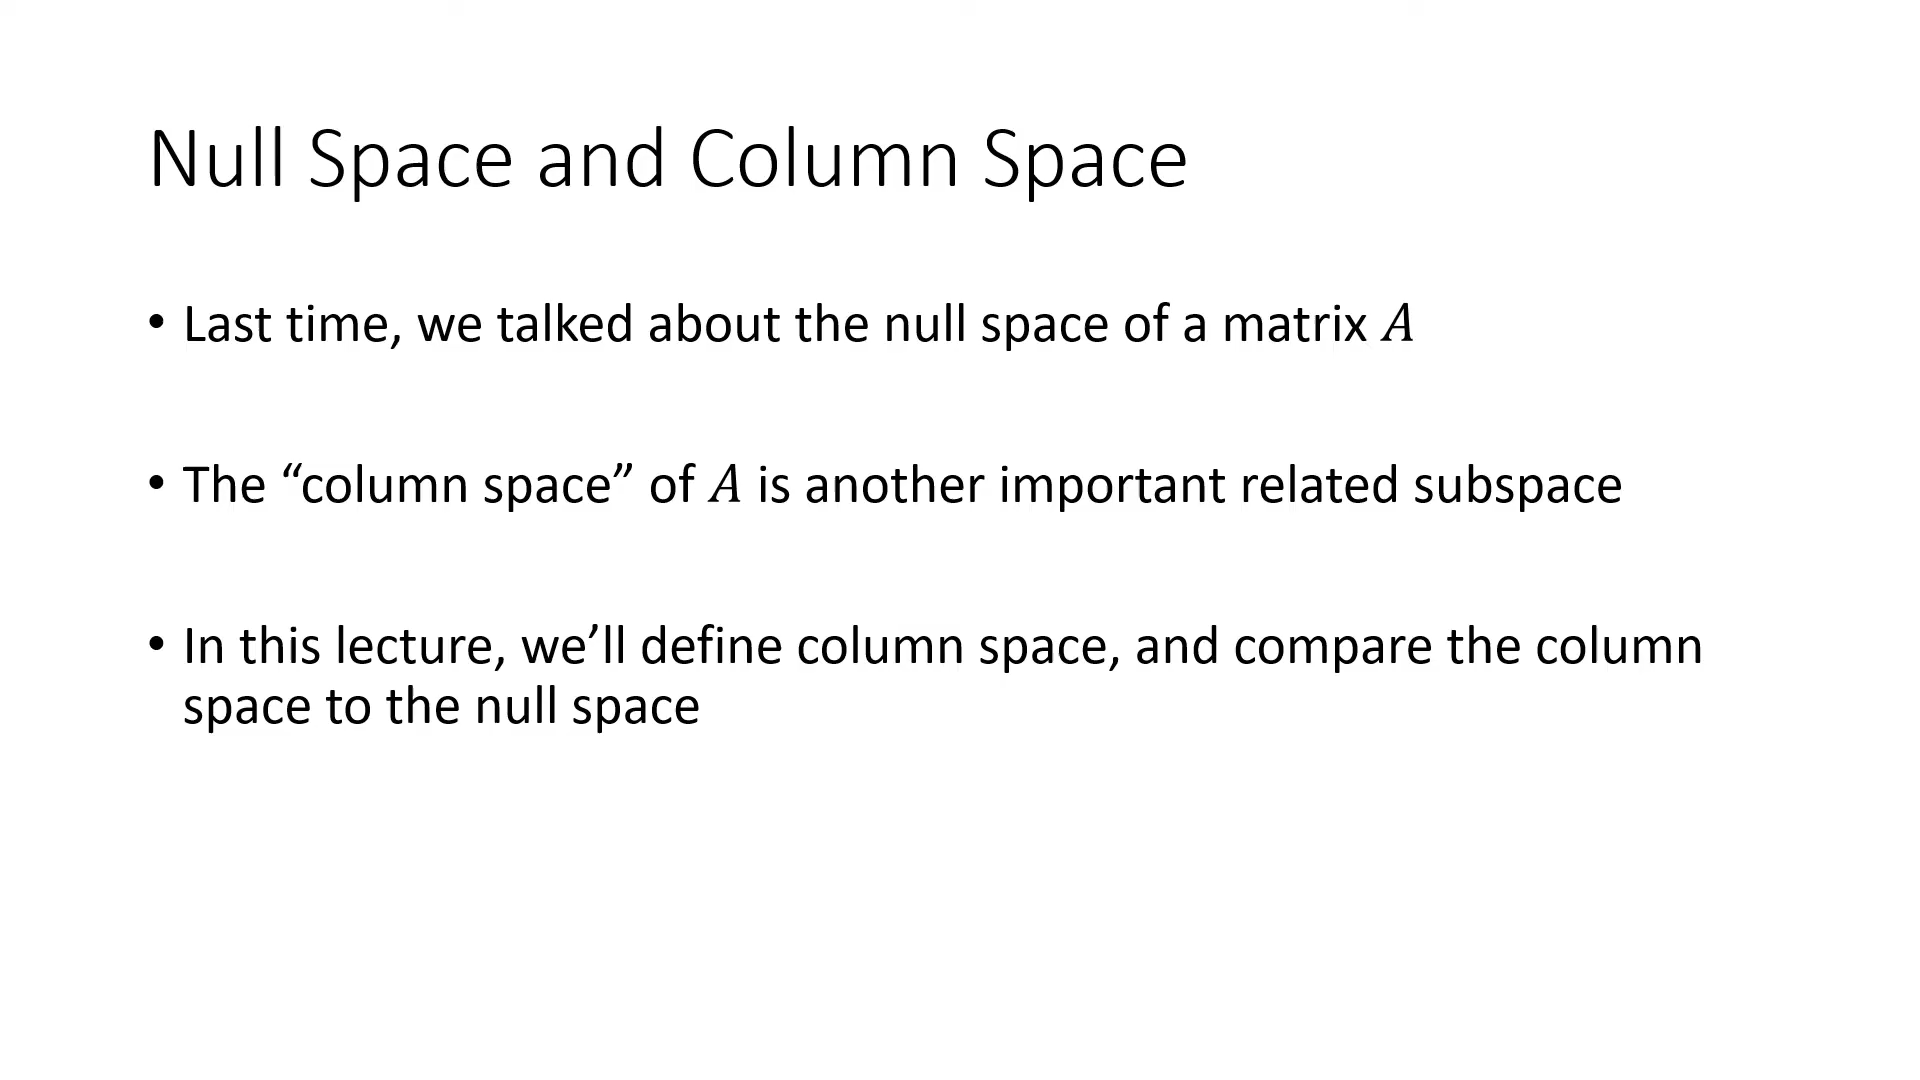 Null Space and Column Space
• Last time, we talked about the null space of a matrix A
• The “column space” of A is another important related subspace
• In this lecture, we’ll define column space, and compare the column
space to the null space